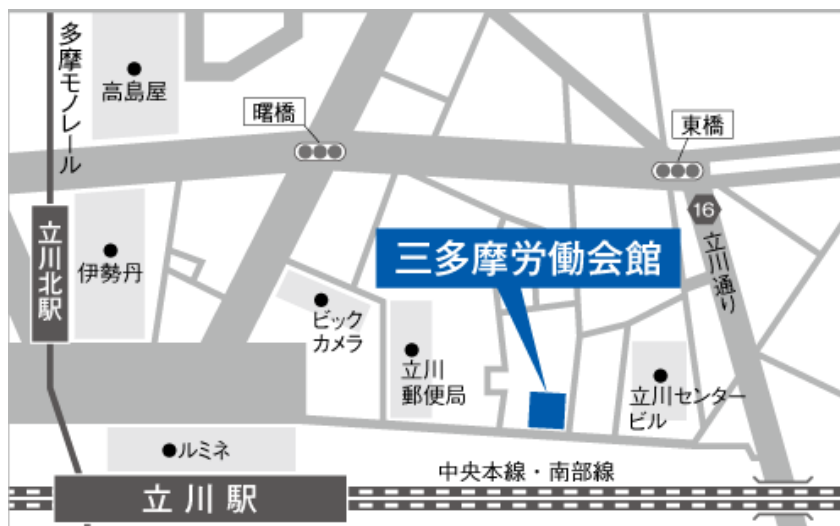 多摩モノレール
高島屋
曙橋
東橋
16
立川通り
立川北駅
伊勢丹
三多摩労働会館
ビック
カメラ
立川
郵便局
立川センター
ビル
ルミネ
中央本線・南部線
立川駅